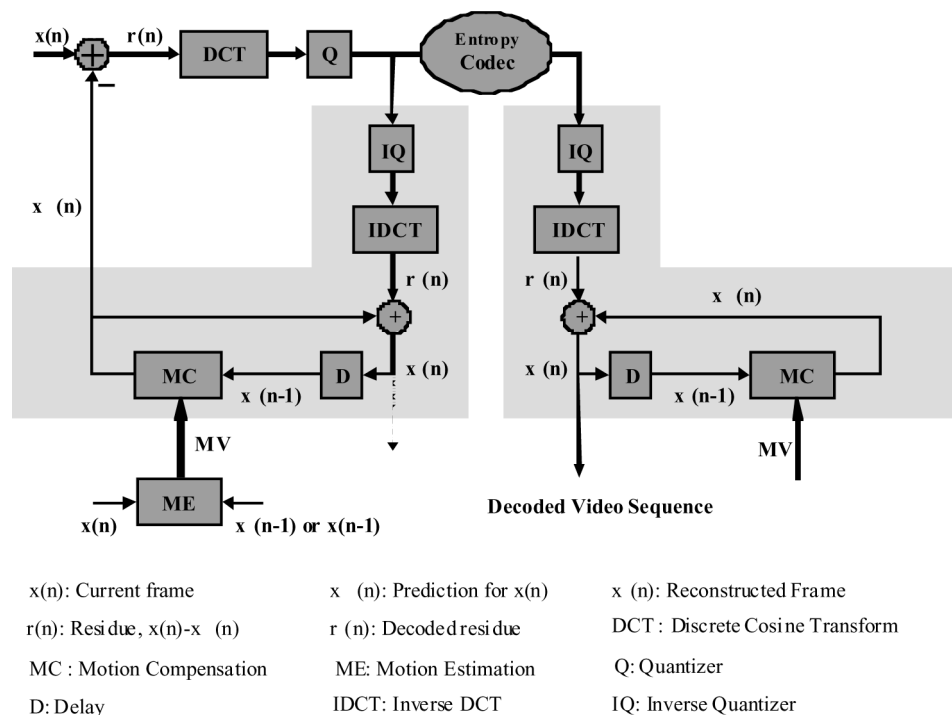 x(n)
r(n)
DCT
Q
Entropy
Codec
IQ
IQ
x (n)
IDCT
IDCT
r (n)
r (n)
x (n)
+
+
MC
D
x (n)
x (n)
D
MC
x (n-1)
x (n-1)
MV
MV
ME
x(n)
x (n-1) or x(n-1)
Decoded Video Sequence
x(n): Current frame
x (n): Prediction for x(n)
x (n): Reconstructed Frame
r(n): Residue, x(n)-x (n)
r (n): Decoded residue
DCT : Discrete Cosine Transform
MC : Motion Compensation
ME: Motion Estimation
Q: Quantizer
D: Delay
IDCT: Inverse DCT
IQ: Inverse Quantizer